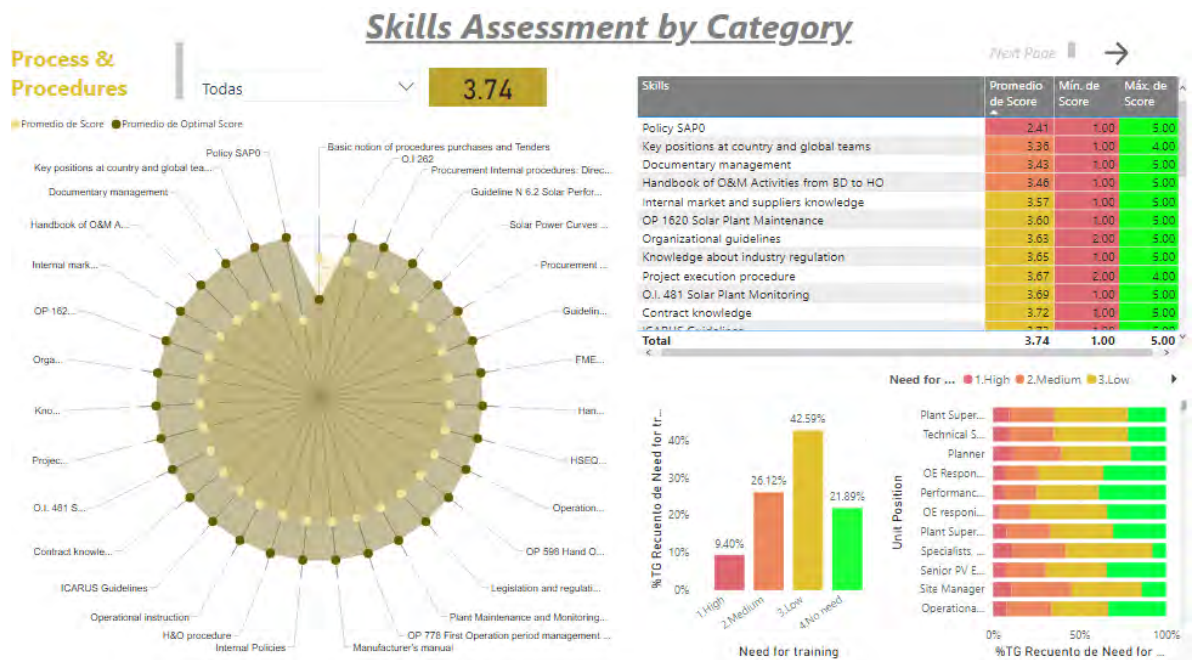 Skills Assessment by Category
Process &
Procedures
Todas
3.74
Next Page
Promedio de Score
Promedio de Optimal Score
Basic notion of procedures purchases and Tenders
O.I 262
Procurement Internal procedures: Direc...
Guideline N 6.2 Solar Perfor...
Solar Power Curves ...
Procurement ...
Guidelin...
FME...
Han...
HSEQ...
Operation...
OP 596 Hand O...
Legislation and regulati...
Plant Maintenance and Monitoring...
OP 778 First Operation period management ...
Manufacturer's manual
Internal Policies
H&O procedure
Operational instruction
ICARUS Guidelines
Contract knowle...
O.I. 481 S...
Projec...
Kno...
Orga...
OP 162...
Internal mark...
Handbook of O&M A...
Documentary management
Key positions at country and global tea...
Policy SAP0
Skills Promedio de Score Mín. de Score Máx. de Score
Policy SAP0 2.41 1.00 5.00
Key positions at country and global teams 3.36 1.00 4.00
Documentary management 3.43 1.00 5.00
Handbook of O&M Activities from BD to HO 3.46 1.00 5.00
Internal market and suppliers knowledge 3.57 1.00 5.00
OP 1620 Solar Plant Maintenance 3.60 1.00 5.00
Organizational guidelines 3.63 2.00 5.00
Knowledge about industry regulation 3.65 1.00 5.00
Project execution procedure 3.67 2.00 4.00
O.I. 481 Solar Plant Monitoring 3.69 1.00 5.00
Contract knowledge 3.72 1.00 5.00
ICARUS Guidelines
Total 3.74 1.00 5.00
%TG Recuento de Need for tr...
40%
30%
20%
10%
0%
9.40%
26.12%
42.59%
21.89%
1.High
2.Medium
3.Low
4.No need
Need for training
Need for ... 1.High 2.Medium 3.Low
Unit Position
Plant Super...
Technical S...
Planner
OE Respon...
Performanc...
OE responi...
Plant Super...
Specialists ...
Senior PV E...
Site Manager
Operationa...
0% 50% 100%
%TG Recuento de Need for ...